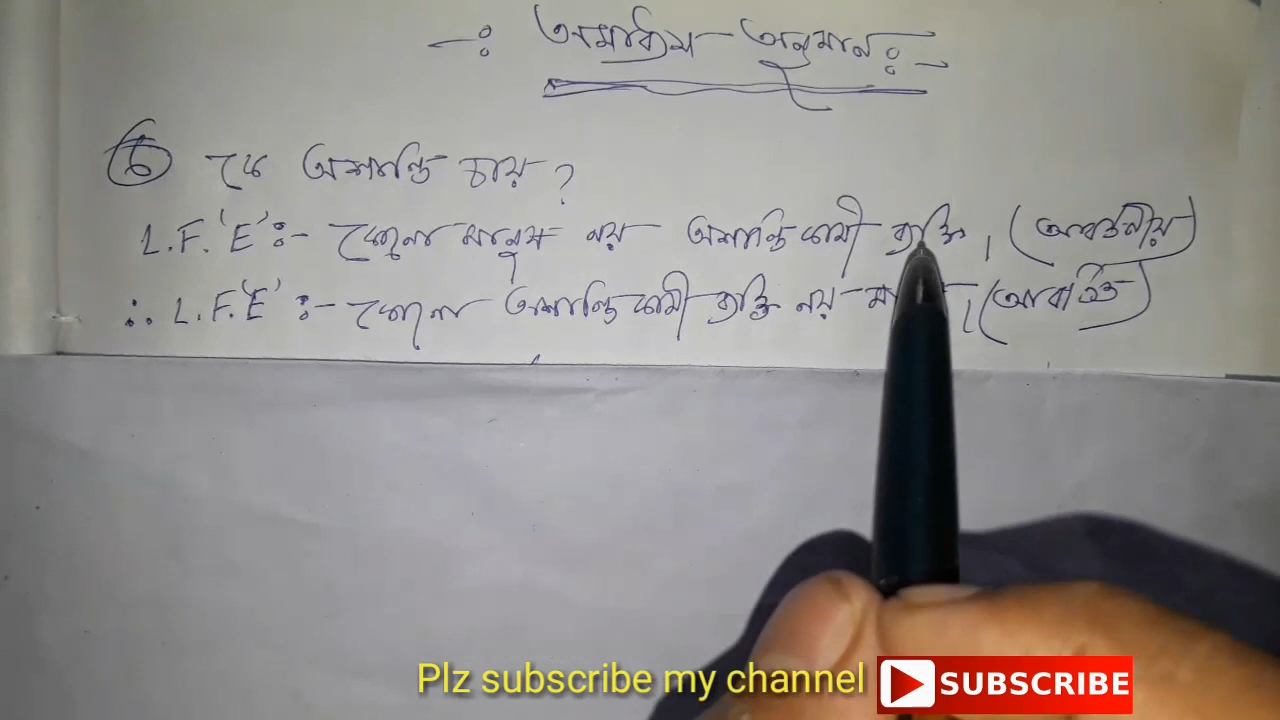 -: অমাধ্যম অনুমান :-
৬ কে অশান্তি চায় ?
L.F. 'E' :- কোনো মানুষ নয় অশান্তিকামী ব্যক্তি । (আবর্তনীয়)
∴ L.F. 'E' :- কোনো অশান্তিকামী ব্যক্তি নয় । (আবর্তিত)
Plz subscribe my channel
SUBSCRIBE